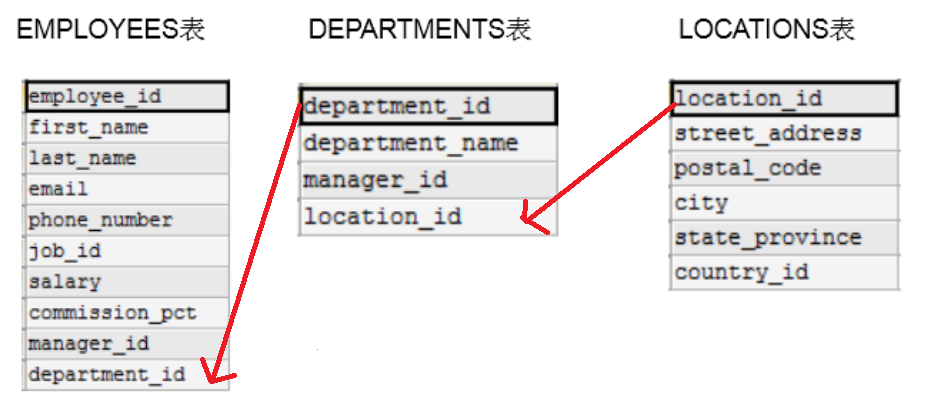 EMPLOYEES表
DEPARTMENTS表
LOCATIONS表
employee_id
first_name
last_name
email
phone_number
job_id
salary
commission_pct
manager_id
department_id
department_id
department_name
manager_id
location_id
location_id
street_address
postal_code
city
state_province
country_id